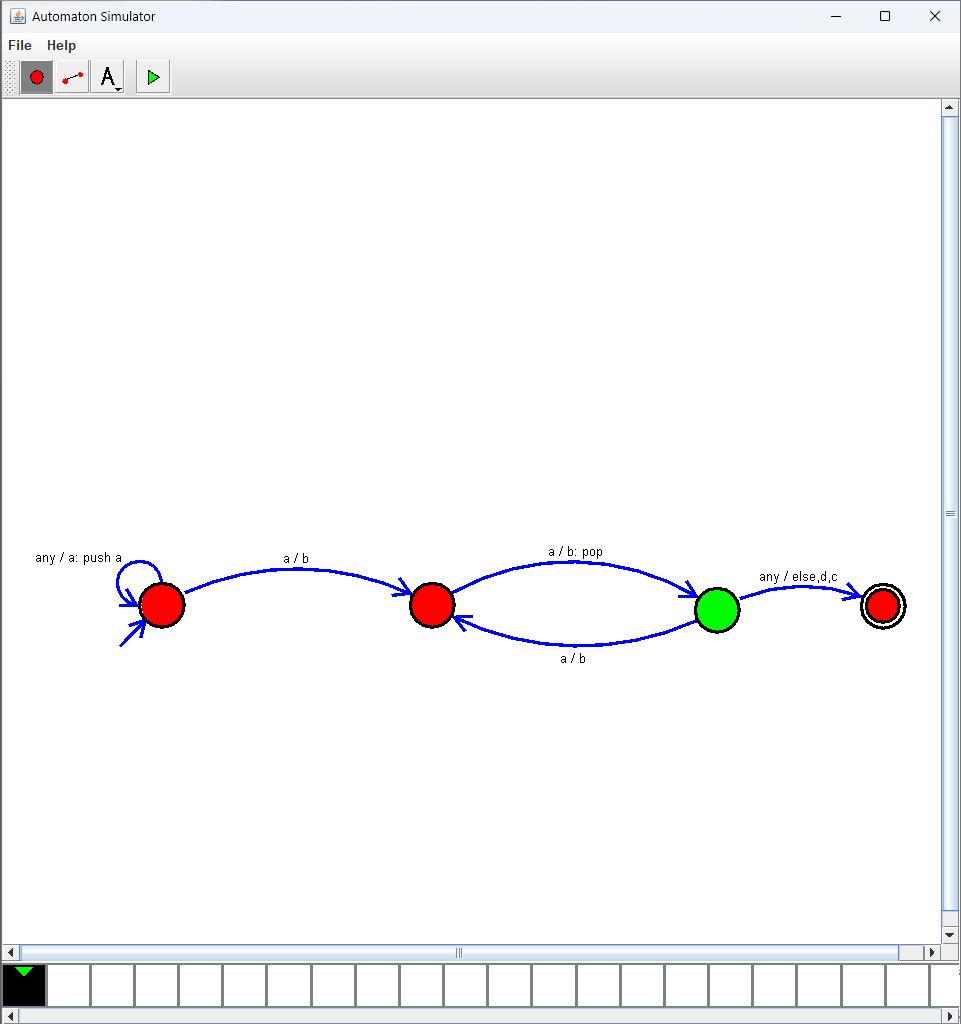 Automaton Simulator
File Help
A
a / b: pop
any / a: push a
a / b
any / else,d,c
a / b